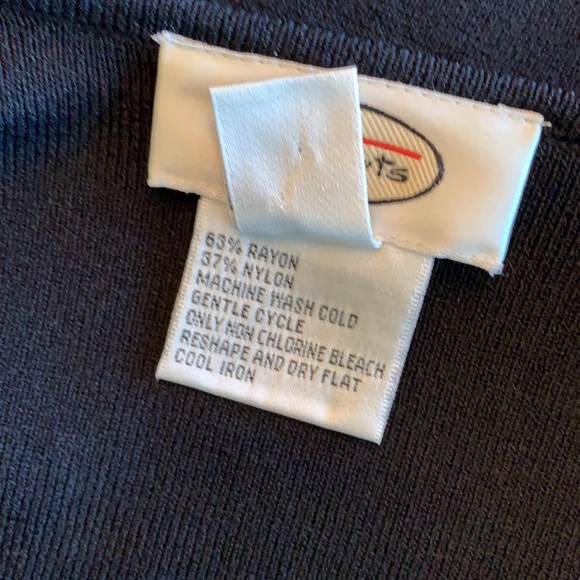 63% RAYON
37% NYLON
MACHINE WASH COLD
GENTLE CYCLE
ONLY NON CHLORINE BLEACH
RESHAPE AND DRY FLAT
COOL IRON